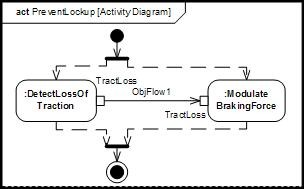 act PreventLockup [Activity Diagram]
TractLoss
:DetectLossOf
Traction
ObjFlow1
:Modulate
BrakingForce
TractLoss